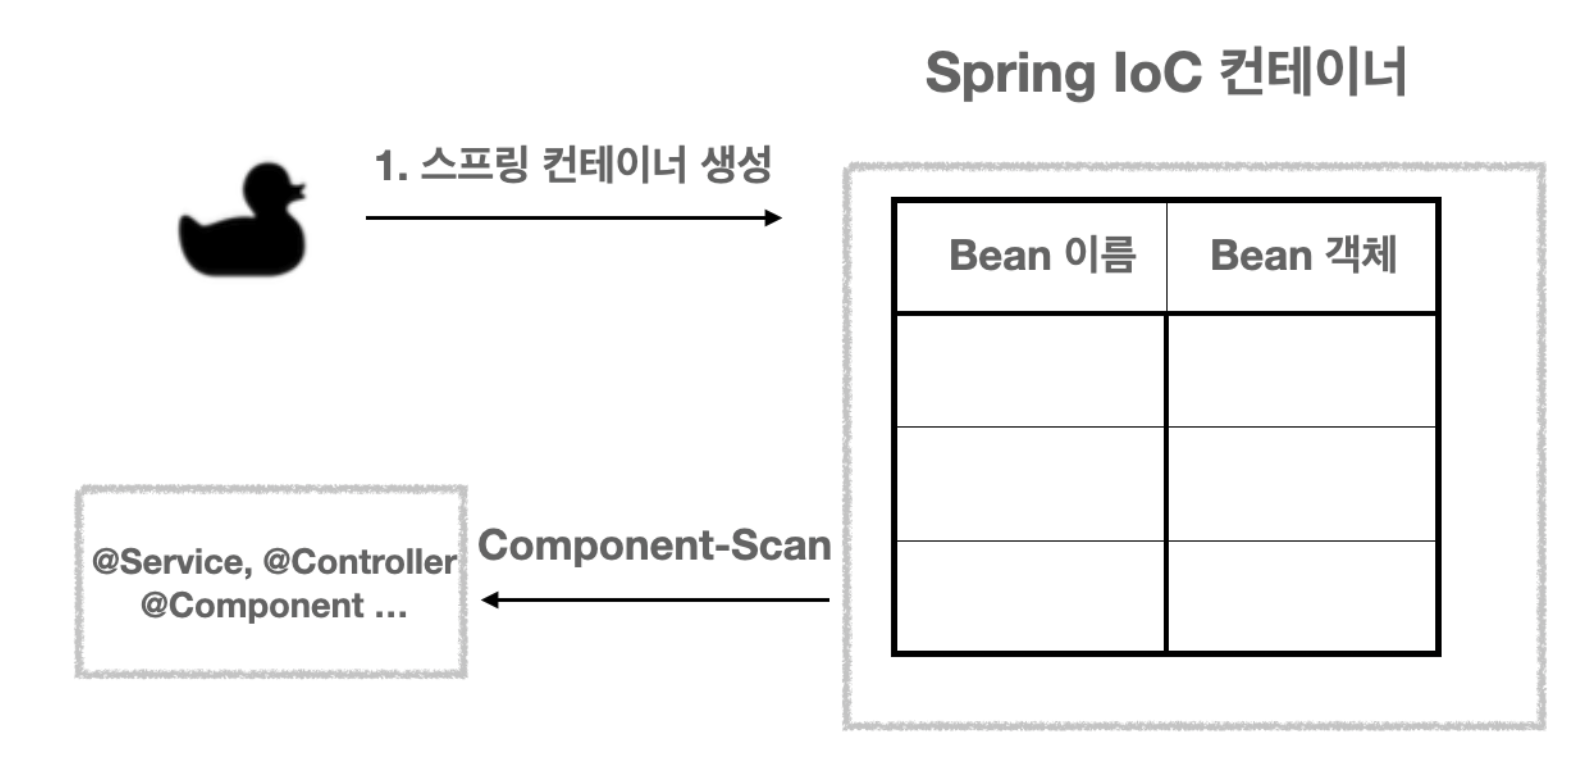 Spring IoC 컨테이너
1. 스프링 컨테이너 생성
Bean 이름
Bean 객체
Component-Scan
@Service, @Controller
@Component ...